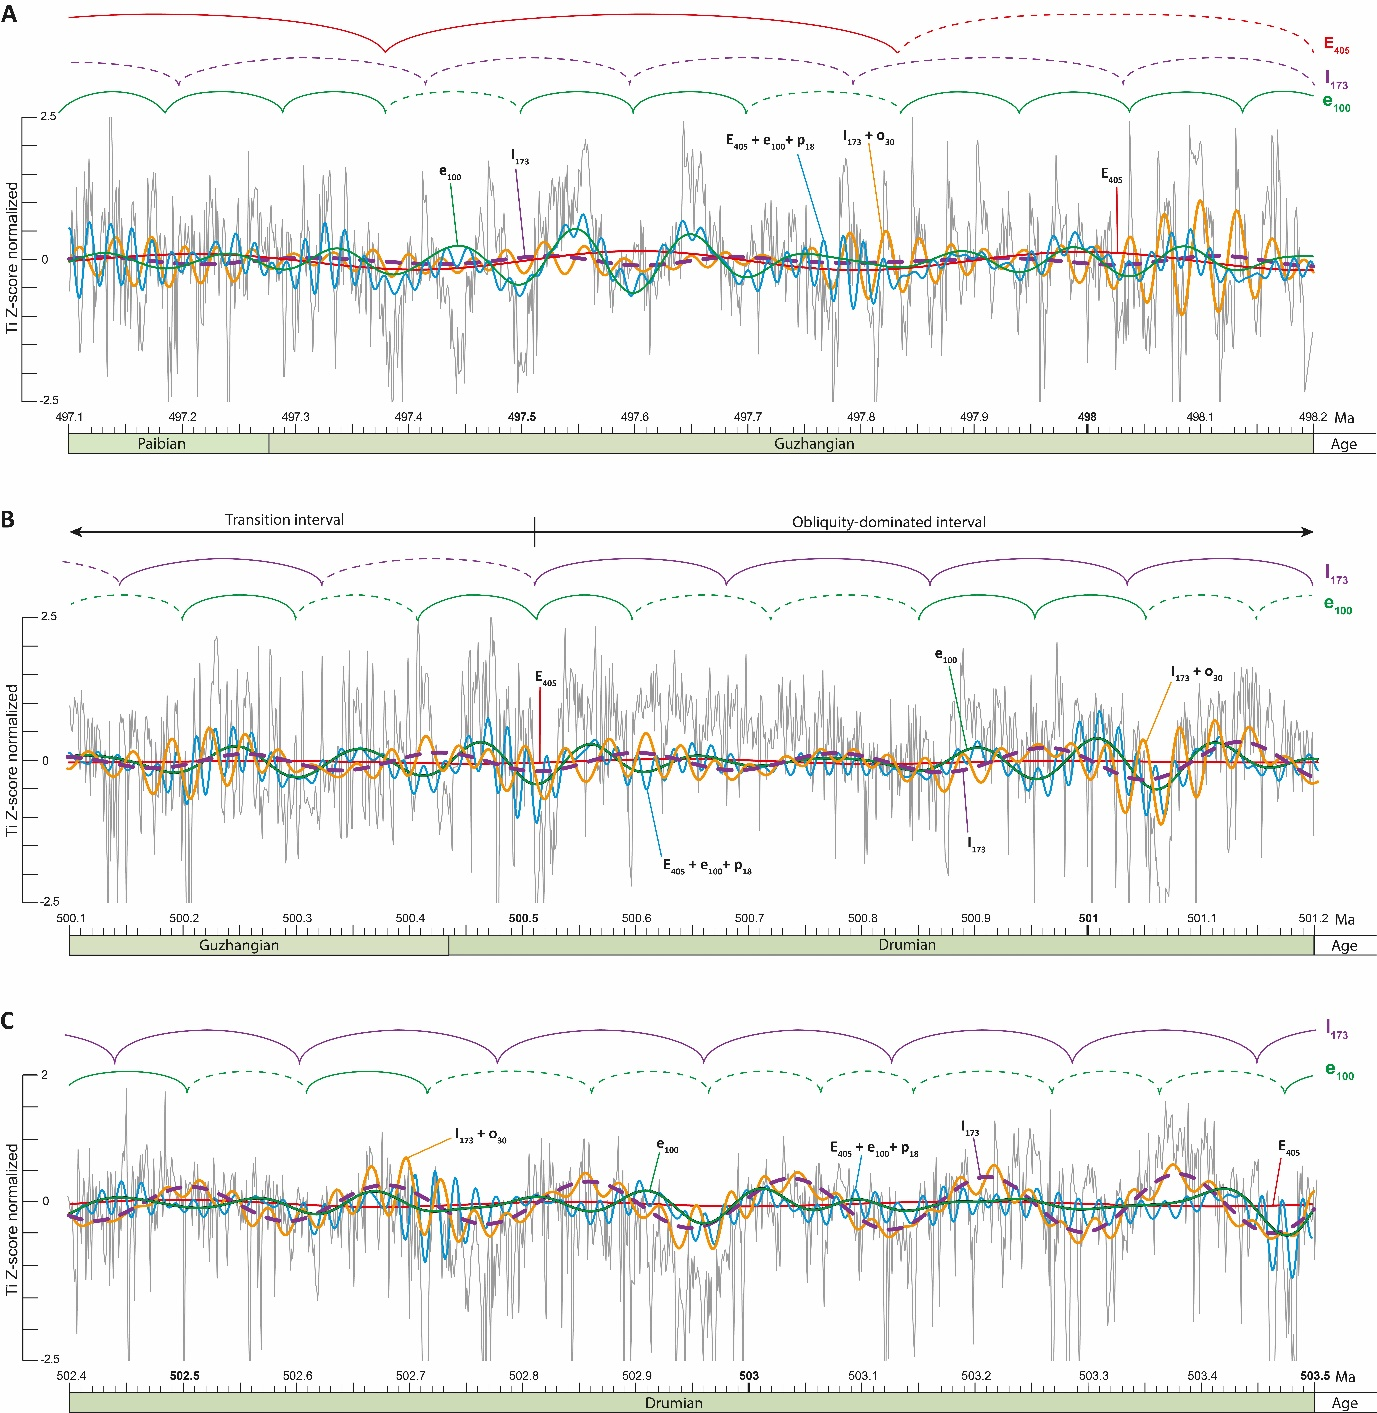 A
E405
I173
e100
2.5
E405 + e100 + p18
I173 + o30
I173
e100
E405
Ti Z-score normalized
0
-2.5
497.1 497.2 497.3 497.4 497.5 497.6 497.7 497.8 497.9 498 498.1 498.2 Ma
Paibian Guzhangian Age
B
Transition interval Obliquity-dominated interval
I173
e100
2.5
e100
I173 + o30
E405
Ti Z-score normalized
0
I173
E405 + e100 + p18
-2.5
500.1 500.2 500.3 500.4 500.5 500.6 500.7 500.8 500.9 501 501.1 501.2 Ma
Guzhangian Drumian Age
C
I173
e100
2
I173 + o30
e100
E405 + e100 + p18
I173
E405
Ti Z-score normalized
0
-2.5
502.4 502.5 502.6 502.7 502.8 502.9 503 503.1 503.2 503.3 503.4 503.5 Ma
Drumian Age